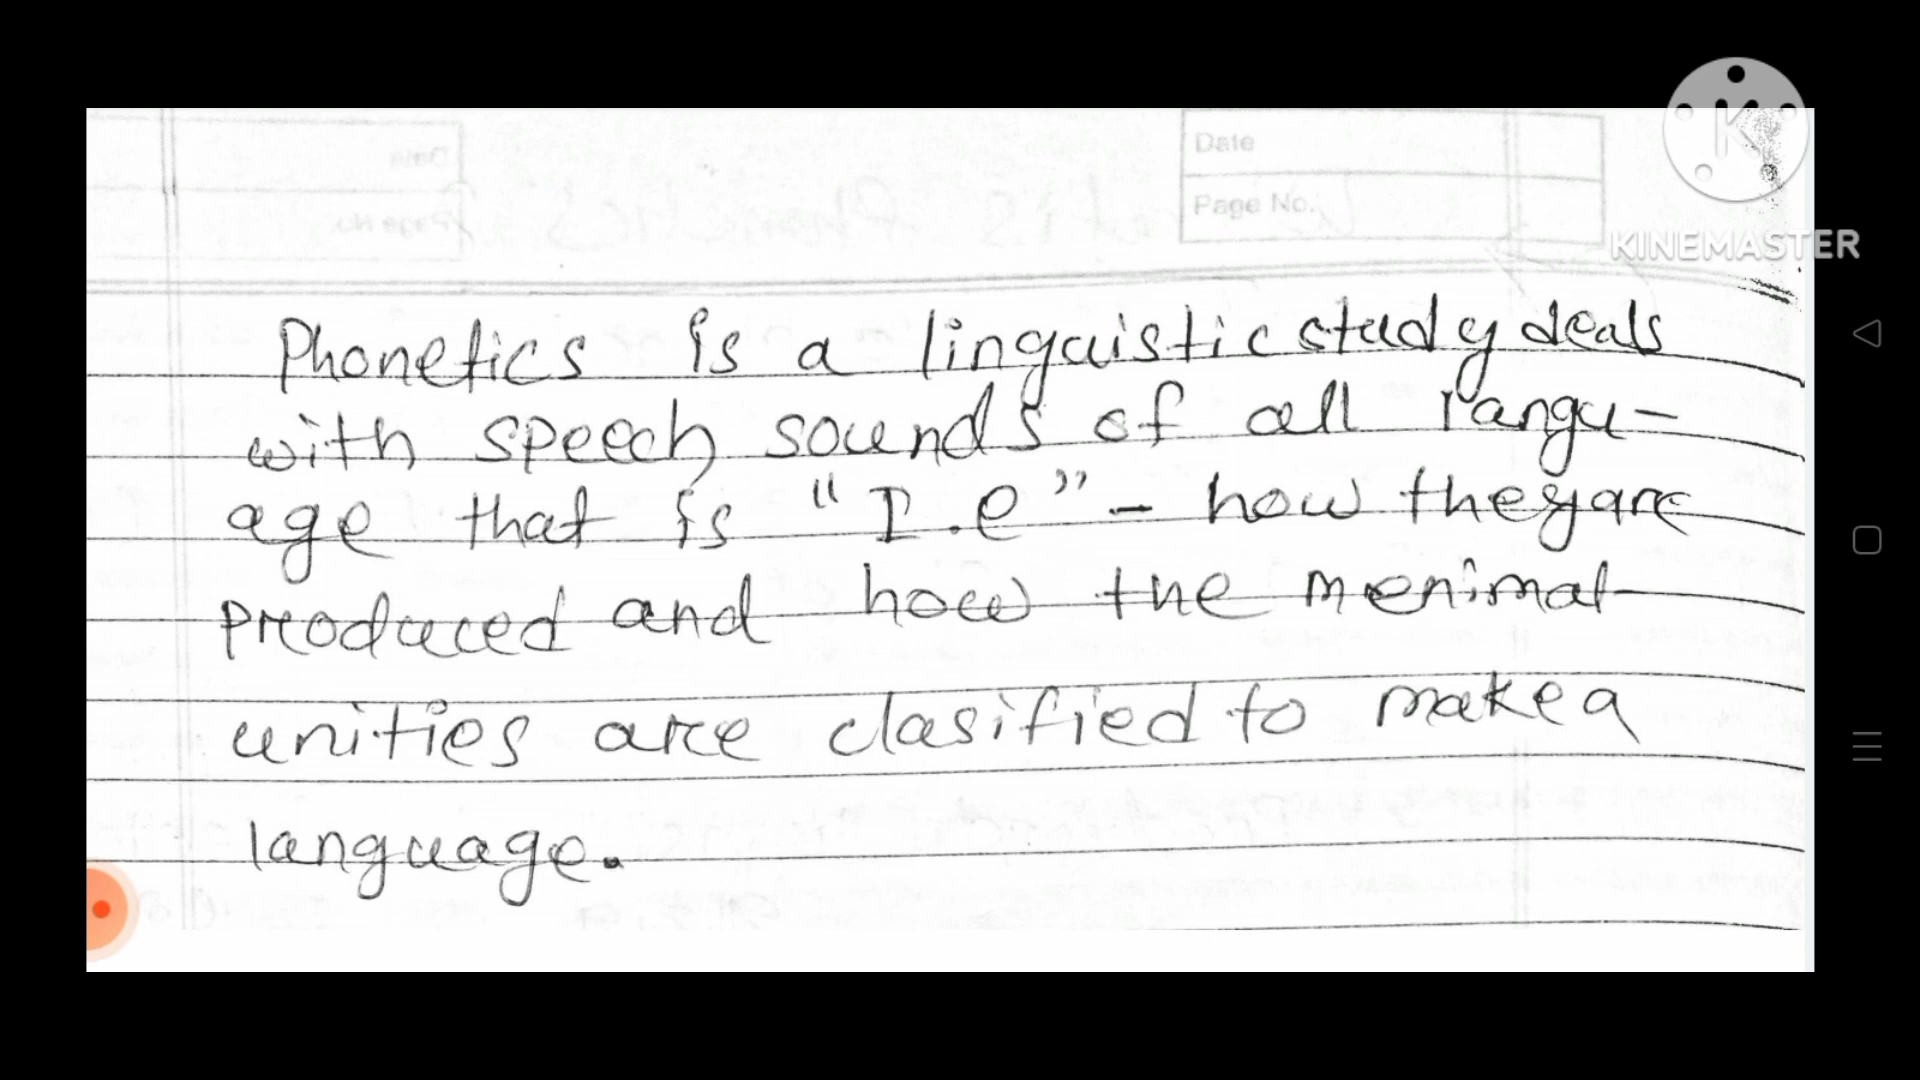 Date
Page No.
KINEMASTER
Phonetics is a linguistic study deals
with speech sounds of all langu-
age that is "I.e" - how they are
produced and how the menimal
unities are clasified to make a
language.